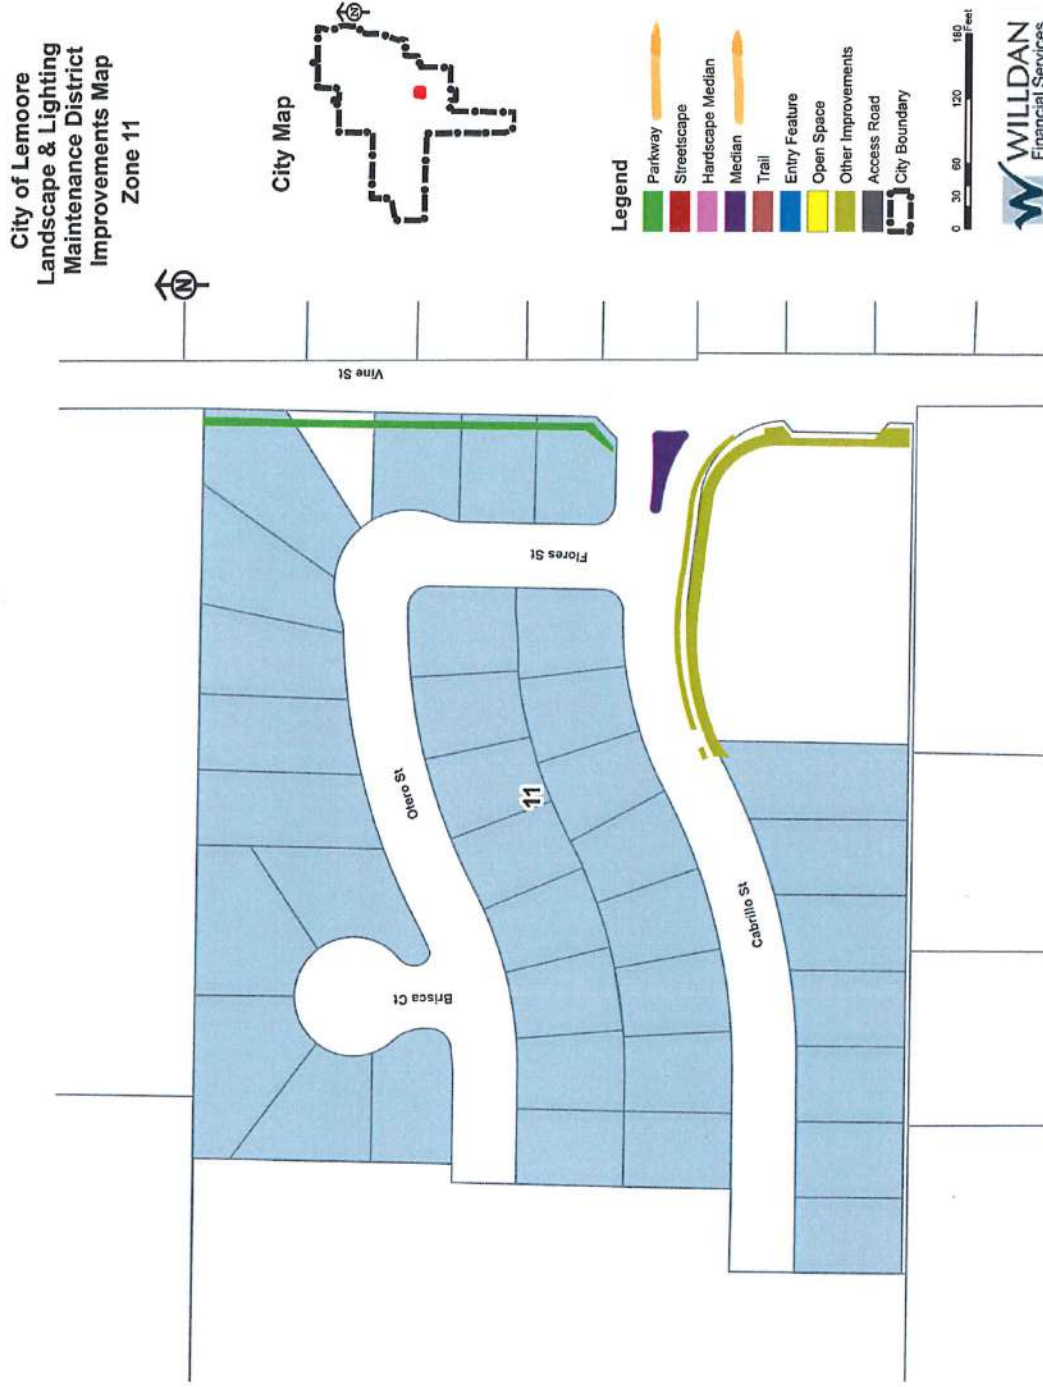 City of Lemoore
Landscape & Lighting
Maintenance District
Improvements Map
Zone 11
City Map
N
N
Vine St
Flores St
Otero St
11
Brisca Ct
Cabrillo St
Legend
Parkway
Streetscape
Hardscape Median
Median
Trail
Entry Feature
Open Space
Other Improvements
Access Road
City Boundary
0 30 60 120 180
Feet
WILLDAN
Financial Services